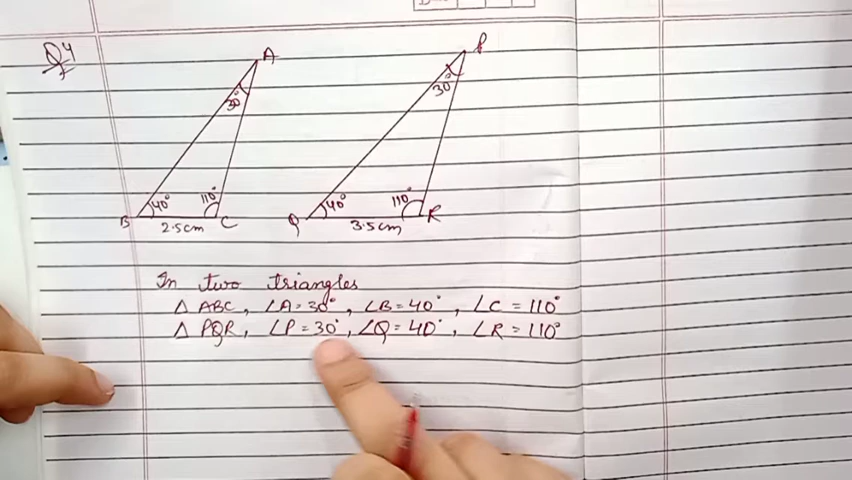 Q4
A
P
30°
30°
40°
110°
40°
110°
B
2.5cm
C
Q
3.5cm
R
In two triangles
△ ABC, ∠A = 30°, ∠B = 40°, ∠C = 110°
△ PQR, ∠P = 30°, ∠Q = 40°, ∠R = 110°